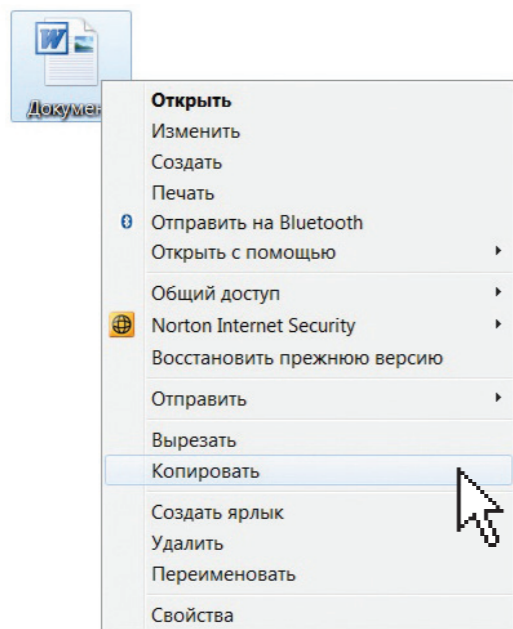 Открыть
Изменить
Создать
Печать
Отправить на Bluetooth
Открыть с помощью
Общий доступ
Norton Internet Security
Восстановить прежнюю версию
Отправить
Вырезать
Копировать
Создать ярлык
Удалить
Переименовать
Свойства